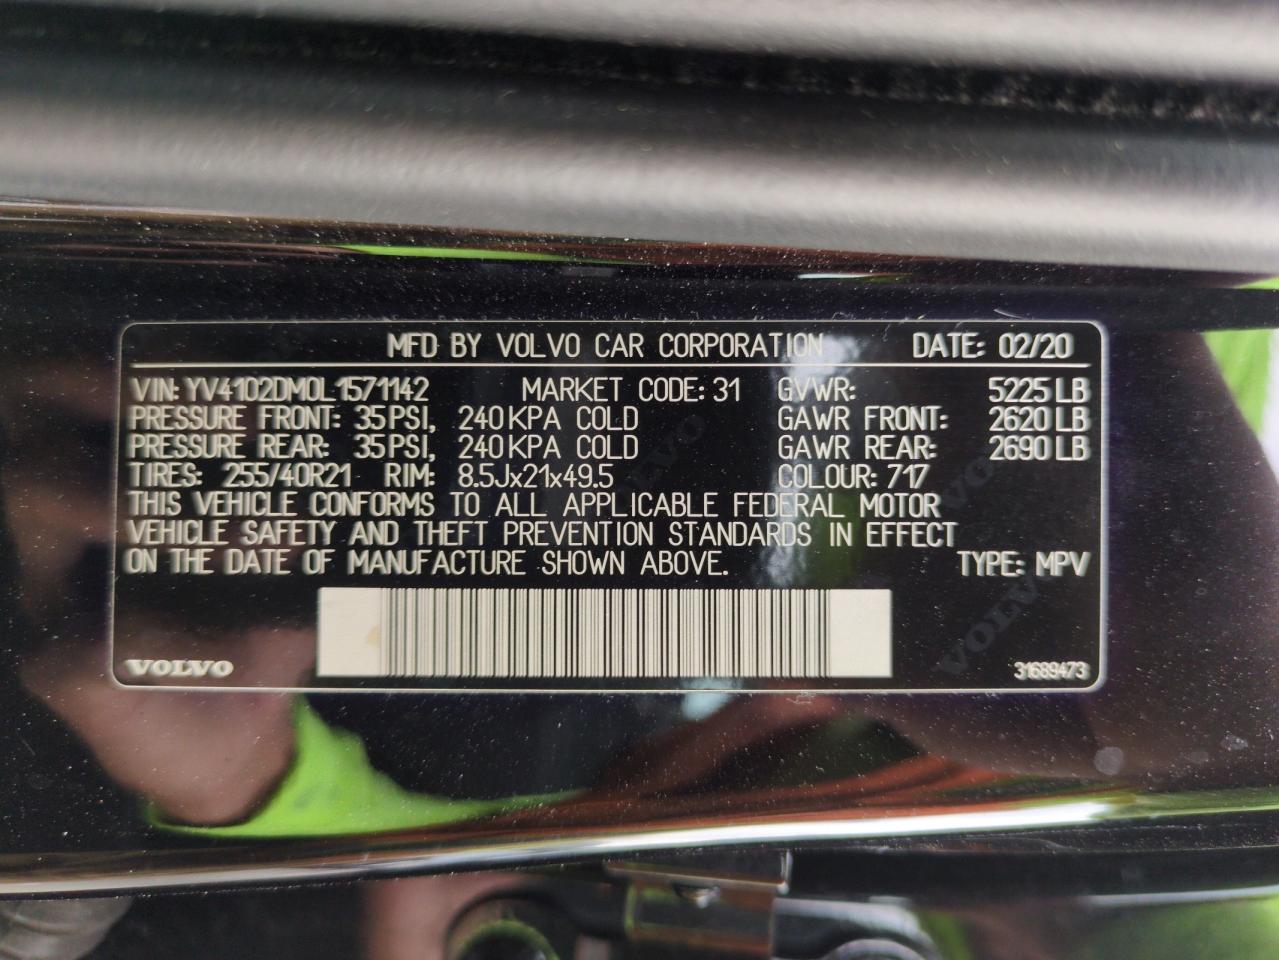 MFD BY VOLVO CAR CORPORATION DATE: 02/20
VIN: YV4102DM0L1571142 MARKET CODE: 31 GVWR: 5225 LB
PRESSURE FRONT: 35 PSI, 240 KPA COLD GAWR FRONT: 2620 LB
PRESSURE REAR: 35 PSI, 240 KPA COLD GAWR REAR: 2690 LB
TIRES: 255/40R21 RIM: 8.5Jx21x49.5 COLOUR: 717
THIS VEHICLE CONFORMS TO ALL APPLICABLE FEDERAL MOTOR
VEHICLE SAFETY AND THEFT PREVENTION STANDARDS IN EFFECT
ON THE DATE OF MANUFACTURE SHOWN ABOVE. TYPE: MPV
VOLVO 31689473